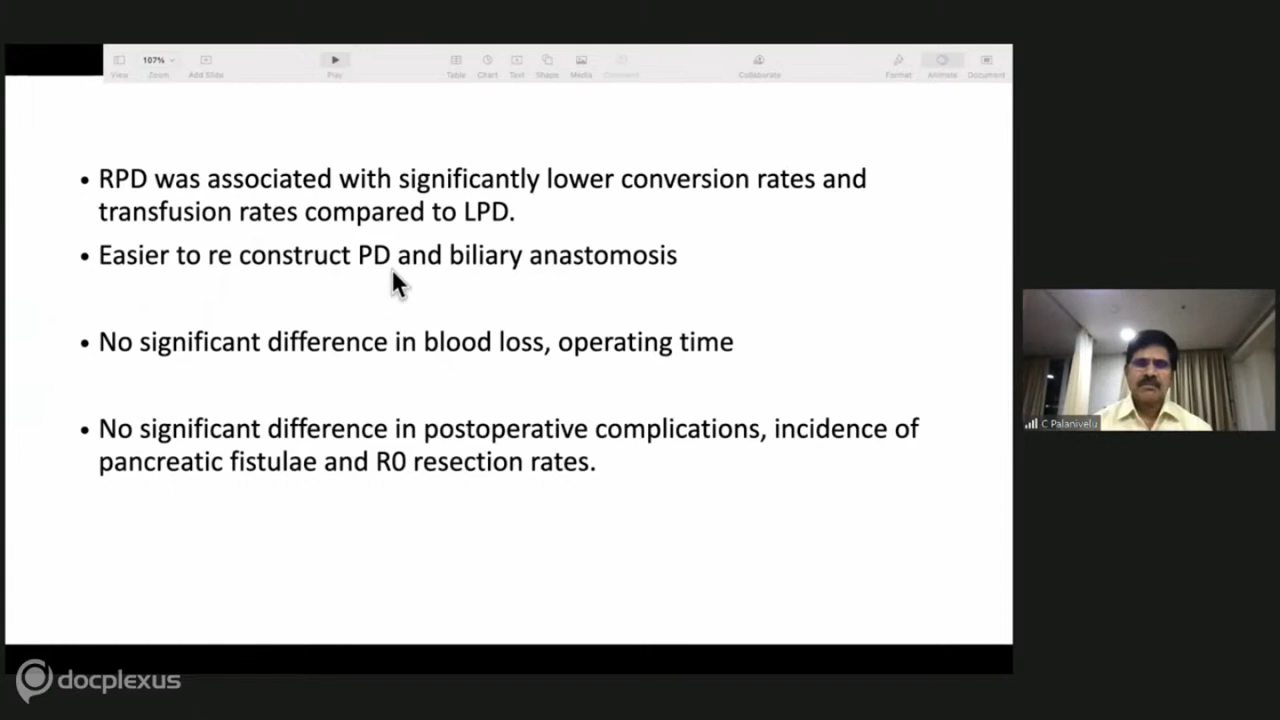 107%
View
Zoom
Add Slide
Play
Table
Chart
Text
Shape
Media
Comment
Collaborate
Format
Animate
Document
• RPD was associated with significantly lower conversion rates and
transfusion rates compared to LPD.
• Easier to re construct PD and biliary anastomosis
• No significant difference in blood loss, operating time
• No significant difference in postoperative complications, incidence of
pancreatic fistulae and R0 resection rates.
C Palanivelu
docplexus